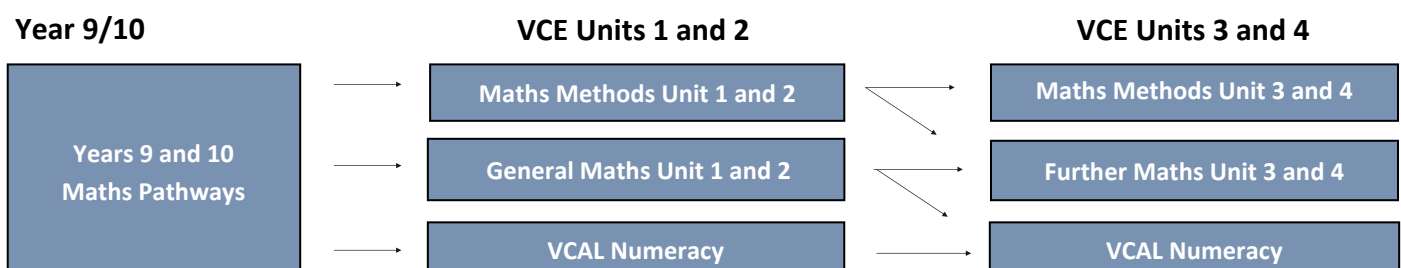 Year 9/10
VCE Units 1 and 2
VCE Units 3 and 4
Years 9 and 10
Maths Pathways
Maths Methods Unit 1 and 2
Maths Methods Unit 3 and 4
General Maths Unit 1 and 2
Further Maths Unit 3 and 4
VCAL Numeracy
VCAL Numeracy